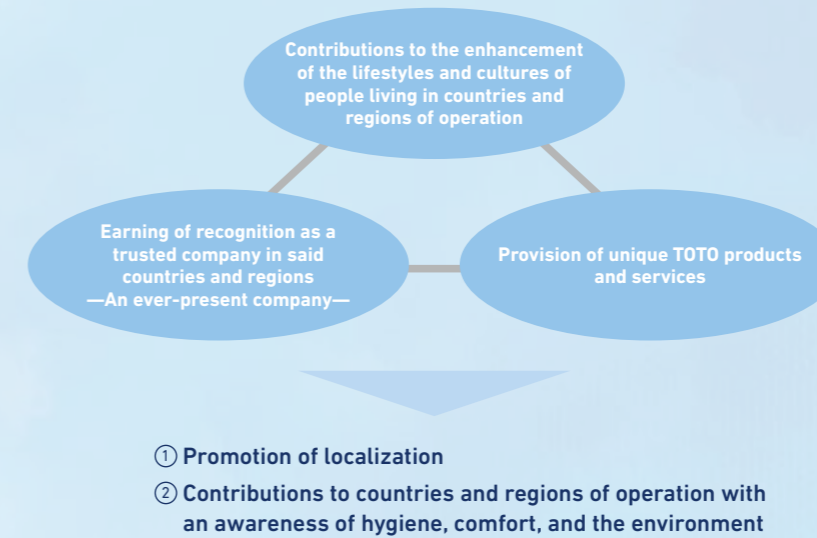 Contributions to the enhancement
of the lifestyles and cultures of
people living in countries and
regions of operation
Earning of recognition as a
trusted company in said
countries and regions
—An ever-present company—
Provision of unique TOTO products
and services
① Promotion of localization
② Contributions to countries and regions of operation with
an awareness of hygiene, comfort, and the environment